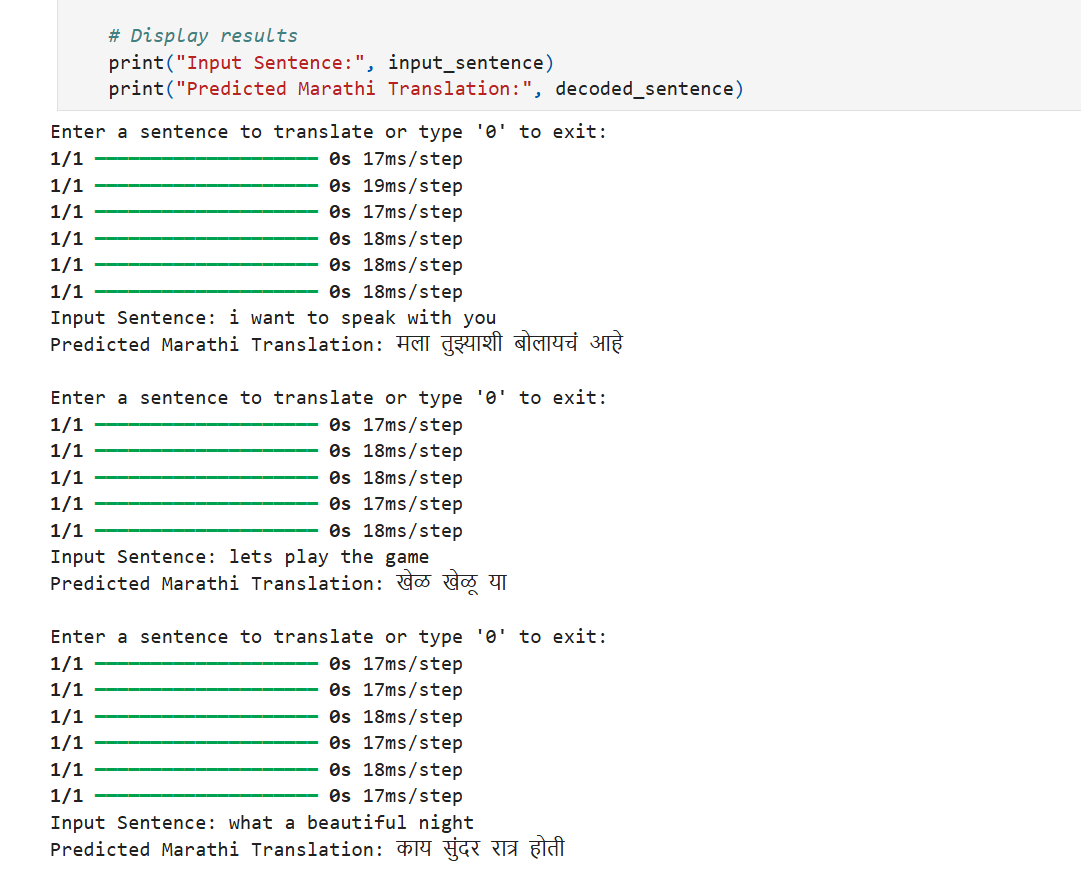 # Display results
print("Input Sentence:", input_sentence)
print("Predicted Marathi Translation:", decoded_sentence)
Enter a sentence to translate or type '0' to exit:
1/1 0s 17ms/step
1/1 0s 19ms/step
1/1 0s 17ms/step
1/1 0s 18ms/step
1/1 0s 18ms/step
1/1 0s 18ms/step
Input Sentence: i want to speak with you
Predicted Marathi Translation: मला तुझ्याशी बोलायचं आहे
Enter a sentence to translate or type '0' to exit:
1/1 0s 17ms/step
1/1 0s 18ms/step
1/1 0s 18ms/step
1/1 0s 17ms/step
1/1 0s 18ms/step
Input Sentence: lets play the game
Predicted Marathi Translation: खेळ खेळू या
Enter a sentence to translate or type '0' to exit:
1/1 0s 17ms/step
1/1 0s 17ms/step
1/1 0s 18ms/step
1/1 0s 17ms/step
1/1 0s 18ms/step
1/1 0s 17ms/step
Input Sentence: what a beautiful night
Predicted Marathi Translation: काय सुंदर रात्र होती